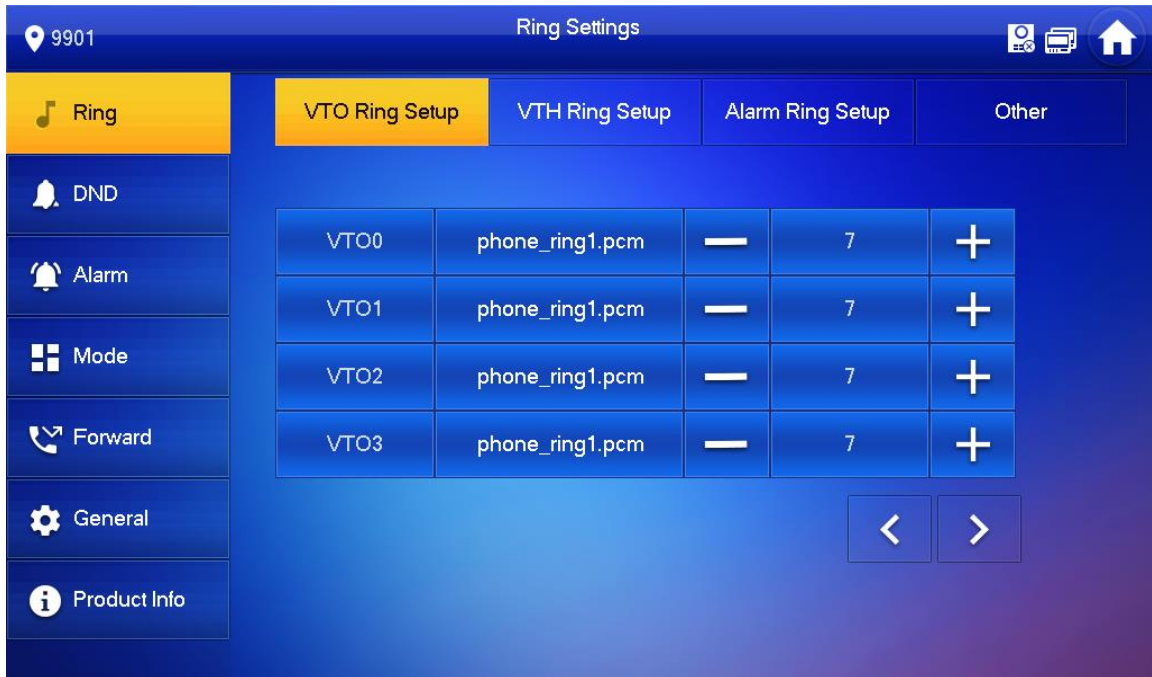 9901
Ring Settings
Ring
VTO Ring Setup
VTH Ring Setup
Alarm Ring Setup
Other
DND
Alarm
Mode
Forward
General
Product Info
VTO0 phone_ring1.pcm — 7 +
VTO1 phone_ring1.pcm — 7 +
VTO2 phone_ring1.pcm — 7 +
VTO3 phone_ring1.pcm — 7 +
< >